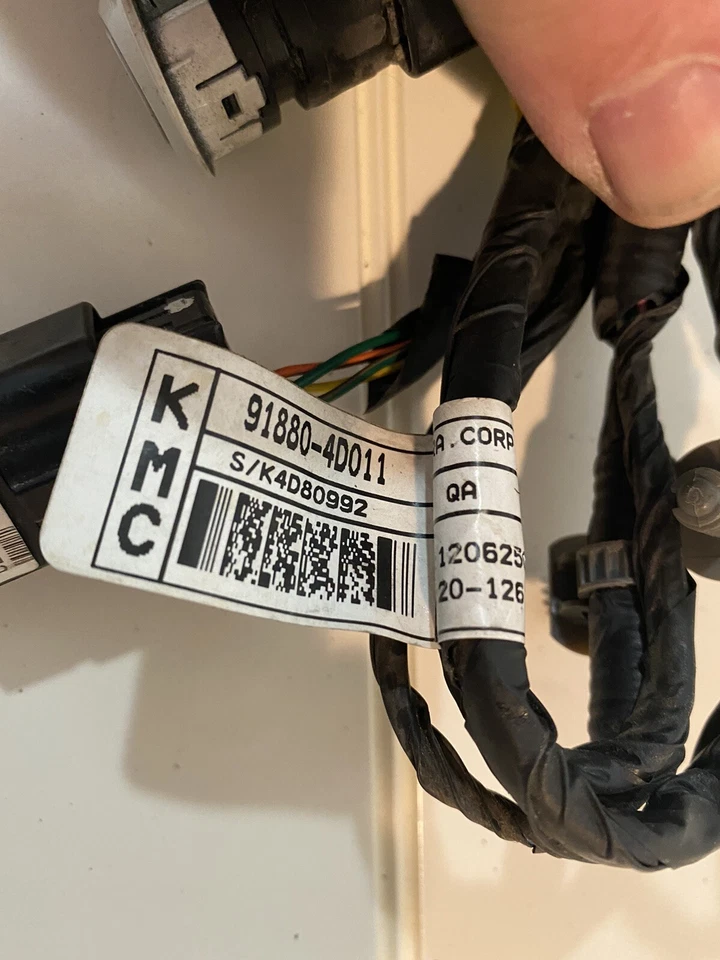 KMC
91880-4D011
S/K4D80992
A.CORP
QA
120625
20-126